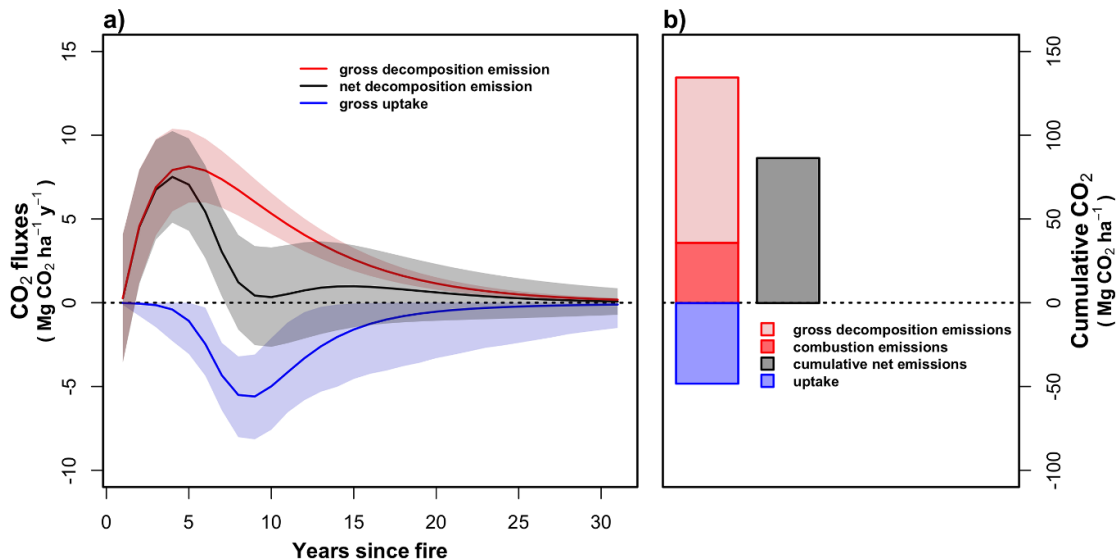 a)
gross decomposition emission
net decomposition emission
gross uptake
CO₂ fluxes
( Mg CO₂ ha⁻¹ y⁻¹ )
15
10
5
0
-5
-10
0 5 10 15 20 25 30
Years since fire
b)
gross decomposition emissions
combustion emissions
cumulative net emissions
uptake
150
100
50
0
-50
-100
Cumulative CO₂
( Mg CO₂ ha⁻¹ )